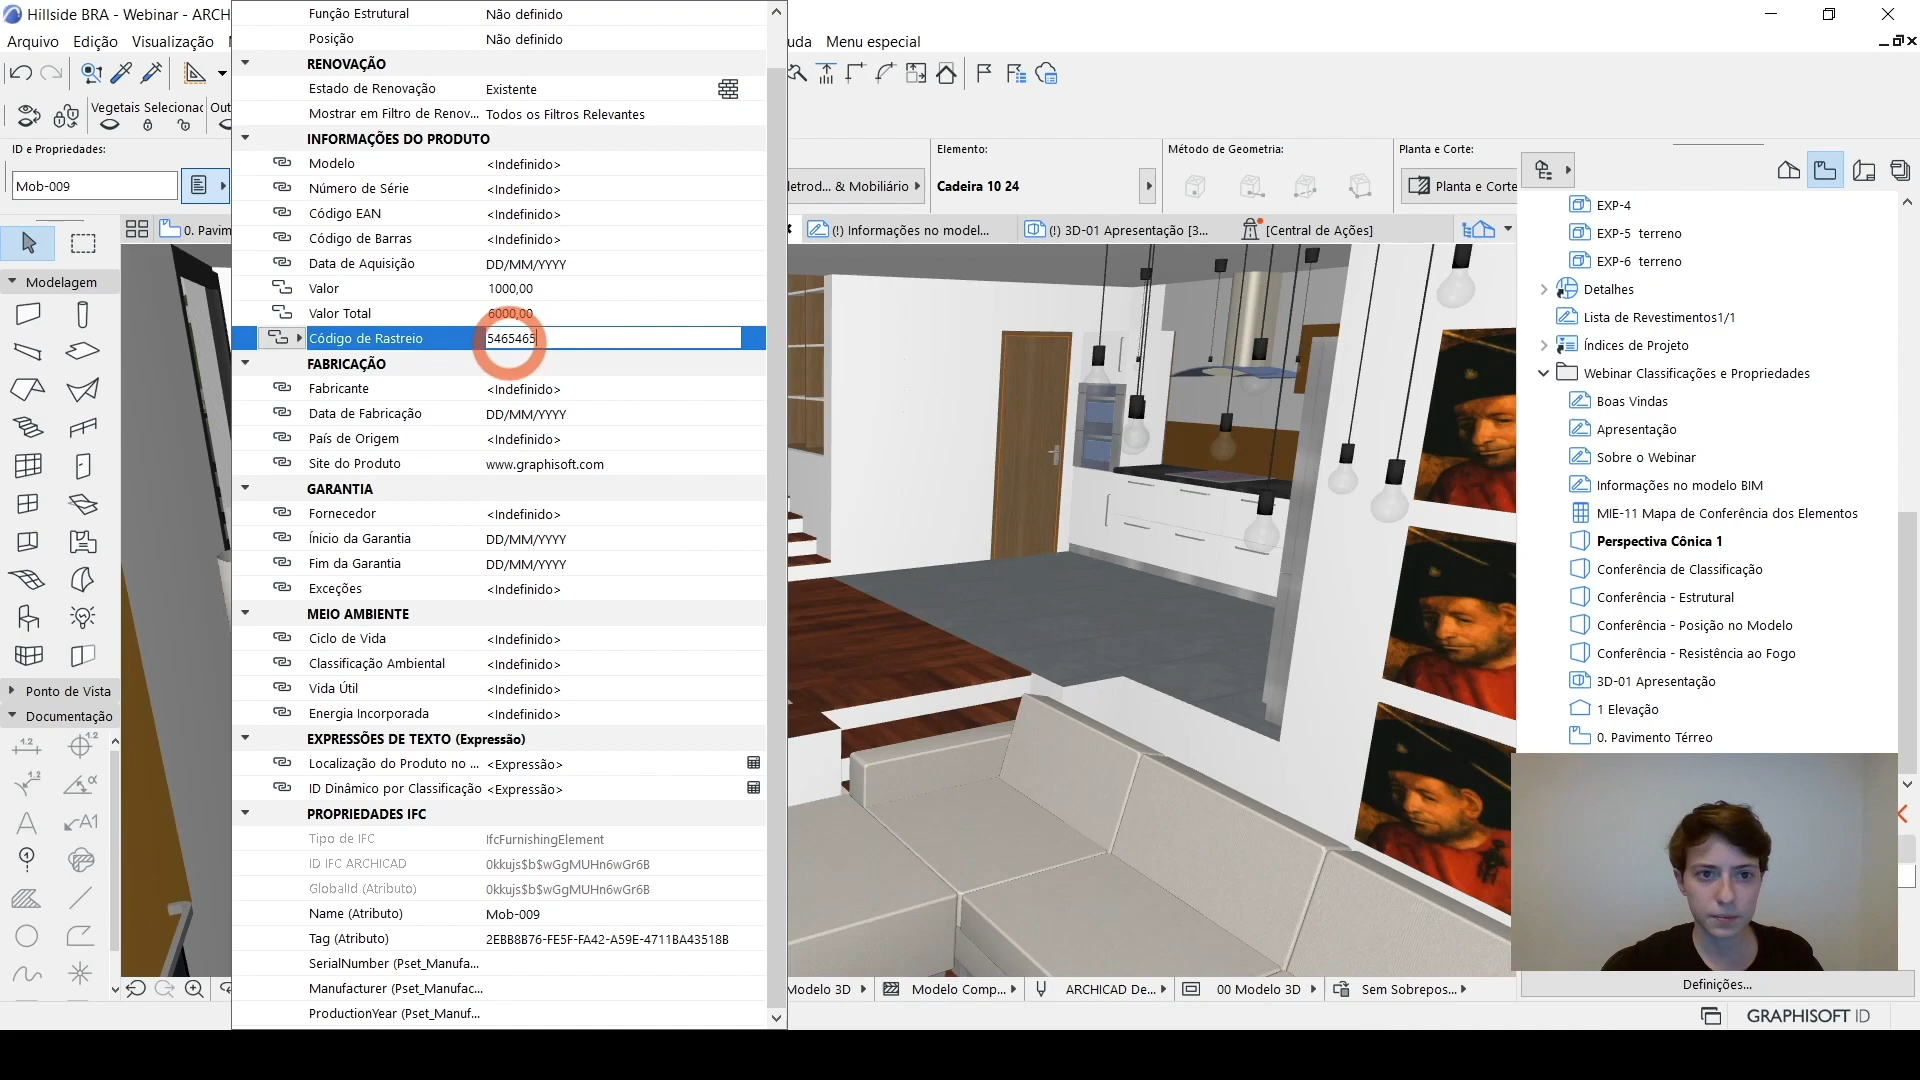 Hillside BRA - Webinar - ARCH
Arquivo
Edição
Visualização
uda
Menu especial
Vegetais Selecionac
Out
ID e Propriedades:
Mob-009
Função Estrutural
Não definido
Posição
Não definido
RENOVAÇÃO
Estado de Renovação
Existente
Mostrar em Filtro de Renov...
Todos os Filtros Relevantes
INFORMAÇÕES DO PRODUTO
Modelo
<Indefinido>
Número de Série
<Indefinido>
Código EAN
<Indefinido>
Código de Barras
<Indefinido>
Data de Aquisição
DD/MM/YYYY
Valor
1000,00
Valor Total
6000,00
Código de Rastreio
5465465
FABRICAÇÃO
Fabricante
<Indefinido>
Data de Fabricação
DD/MM/YYYY
País de Origem
<Indefinido>
Site do Produto
www.graphisoft.com
GARANTIA
Fornecedor
<Indefinido>
Ínicio da Garantia
DD/MM/YYYY
Fim da Garantia
DD/MM/YYYY
Exceções
<Indefinido>
MEIO AMBIENTE
Ciclo de Vida
<Indefinido>
Classificação Ambiental
<Indefinido>
Vida Útil
<Indefinido>
Energia Incorporada
<Indefinido>
EXPRESSÕES DE TEXTO (Expressão)
Localização do Produto no ...
<Expressão>
ID Dinâmico por Classificação
<Expressão>
PROPRIEDADES IFC
Tipo de IFC
IfcFurnishingElement
ID IFC ARCHICAD
0kkujs$b$wGgMUHn6wGr6B
GlobalId (Atributo)
0kkujs$b$wGgMUHn6wGr6B
Name (Atributo)
Mob-009
Tag (Atributo)
2EBB8B76-FE5F-FA42-A59E-4711BA43518B
SerialNumber (Pset_Manufa...
Manufacturer (Pset_Manufac...
ProductionYear (Pset_Manuf...
0. Pavim
Modelagem
Ponto de Vista
Documentação
1.2
1.2
1.2
A
A1
letrod... & Mobiliário
Elemento:
Cadeira 10 24
Método de Geometria:
Planta e Corte:
Planta e Corte
(!) Informações no model...
(!) 3D-01 Apresentação [3...
[Central de Ações]
EXP-4
EXP-5 terreno
EXP-6 terreno
Detalhes
Lista de Revestimentos1/1
Índices de Projeto
Webinar Classificações e Propriedades
Boas Vindas
Apresentação
Sobre o Webinar
Informações no modelo BIM
MIE-11 Mapa de Conferência dos Elementos
Perspectiva Cônica 1
Conferência de Classificação
Conferência - Estrutural
Conferência - Posição no Modelo
Conferência - Resistência ao Fogo
3D-01 Apresentação
1 Elevação
0. Pavimento Térreo
Modelo 3D
Modelo Comp...
ARCHICAD De...
00 Modelo 3D
Sem Sobrepos...
Definições...
GRAPHISOFT ID